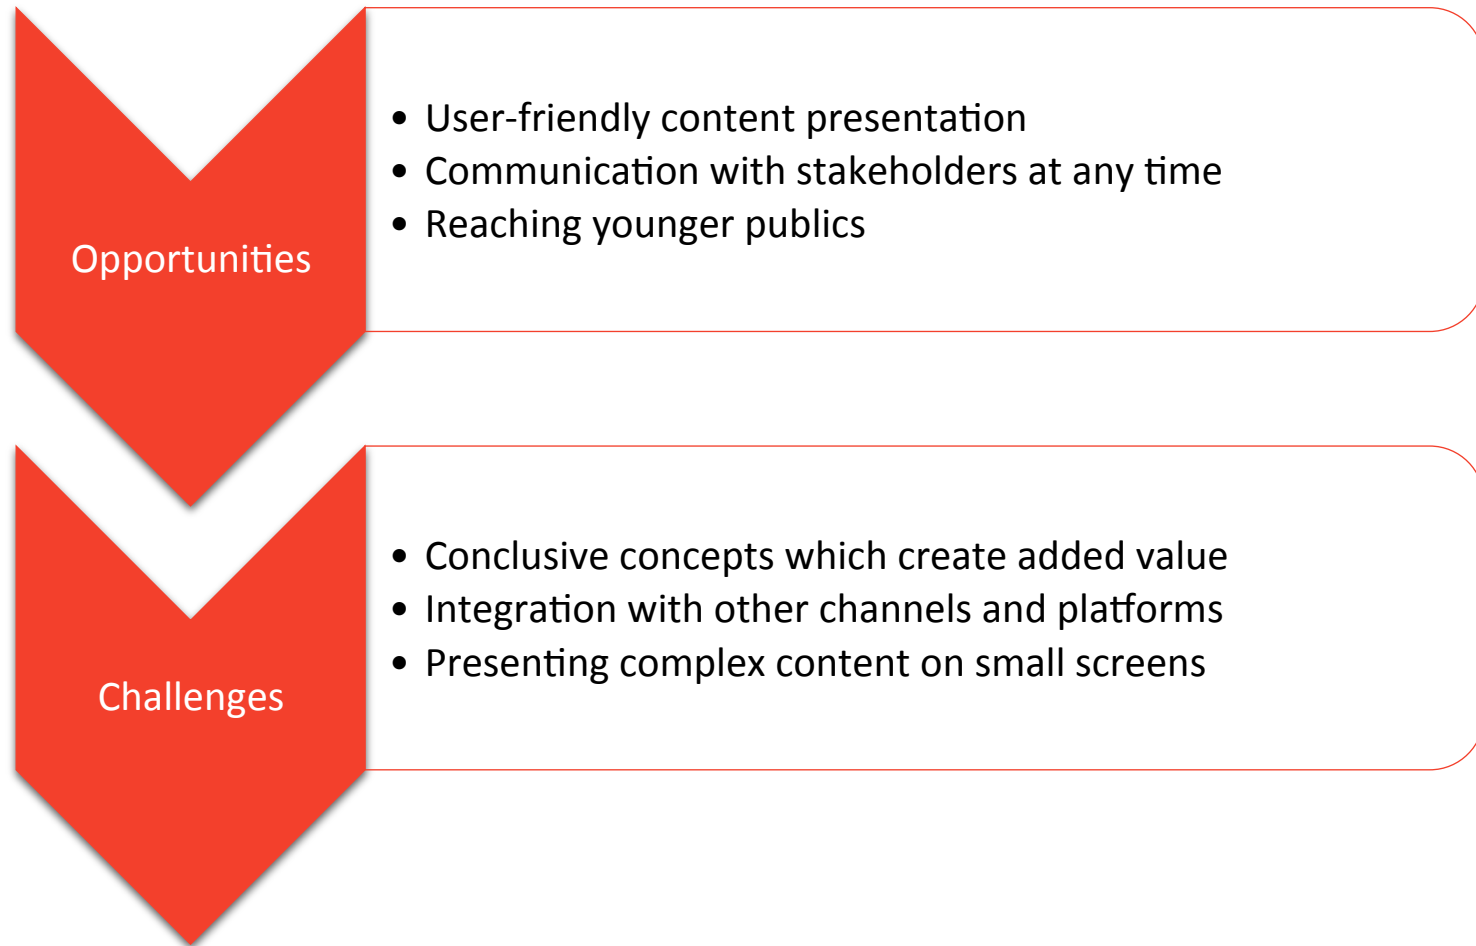 Opportunities
• User-friendly content presentation
• Communication with stakeholders at any time
• Reaching younger publics
Challenges
• Conclusive concepts which create added value
• Integration with other channels and platforms
• Presenting complex content on small screens